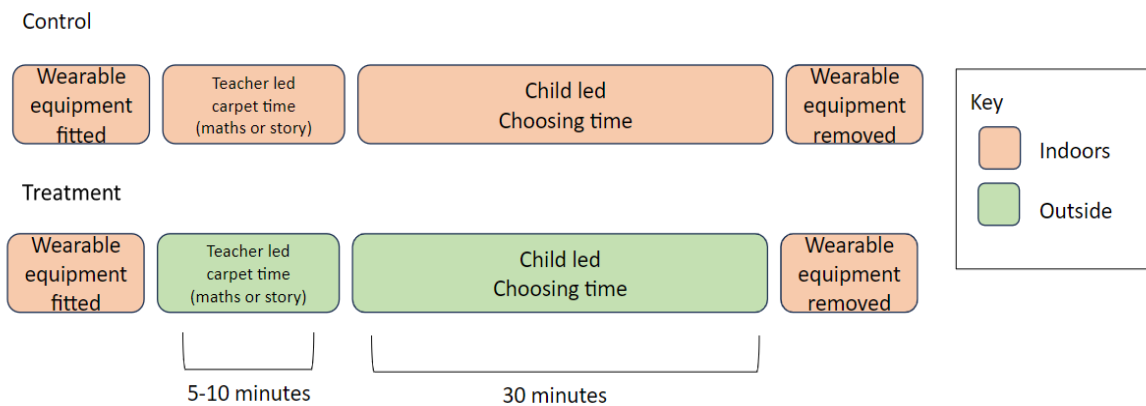 Control
Wearable
equipment
fitted
Teacher led
carpet time
(maths or story)
Child led
Choosing time
Wearable
equipment
removed
Key
Indoors
Outside
Treatment
Wearable
equipment
fitted
Teacher led
carpet time
(maths or story)
Child led
Choosing time
Wearable
equipment
removed
5-10 minutes
30 minutes